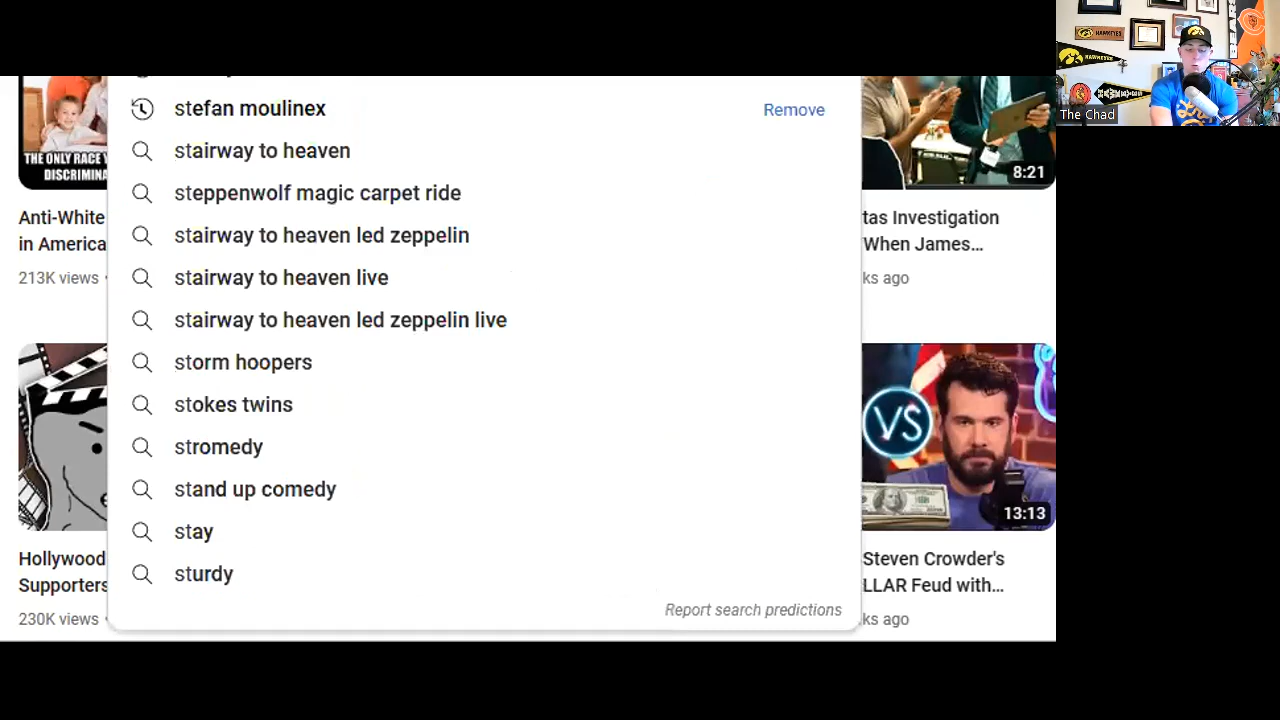 HAWKEYES
HAWKEYES
The Chad
stefan moulinex
Remove
stairway to heaven
steppenwolf magic carpet ride
stairway to heaven led zeppelin
stairway to heaven live
stairway to heaven led zeppelin live
storm hoopers
stokes twins
stromedy
stand up comedy
stay
sturdy
Report search predictions
THE ONLY RACE
DISCRIMINA
Anti-White
in America
213K views •
8:21
tas Investigation
When James...
ks ago
Hollywood
Supporters
230K views •
VS
13:13
Steven Crowder's
LLAR Feud with...
ks ago